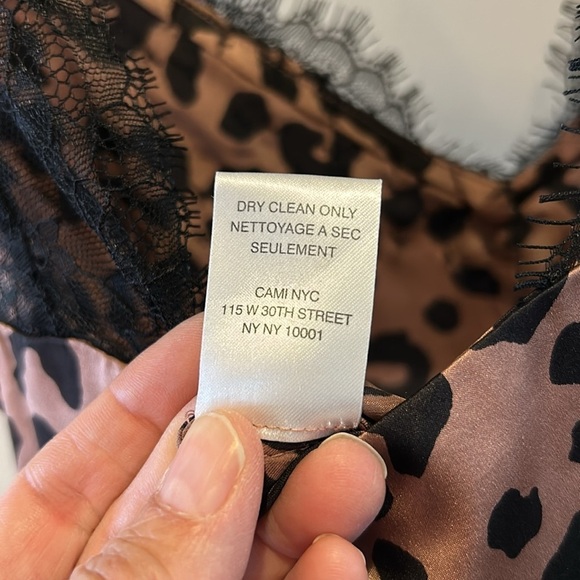 DRY CLEAN ONLY
NETTOYAGE A SEC
SEULEMENT
CAMI NYC
115 W 30TH STREET
NY NY 10001